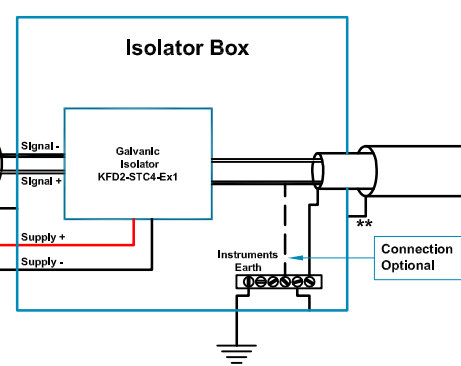 Isolator Box
Galvanic
Isolator
KFD2-STC4-Ex1
Signal -
Signal +
Supply +
Supply -
Instruments
Earth
**
Connection
Optional